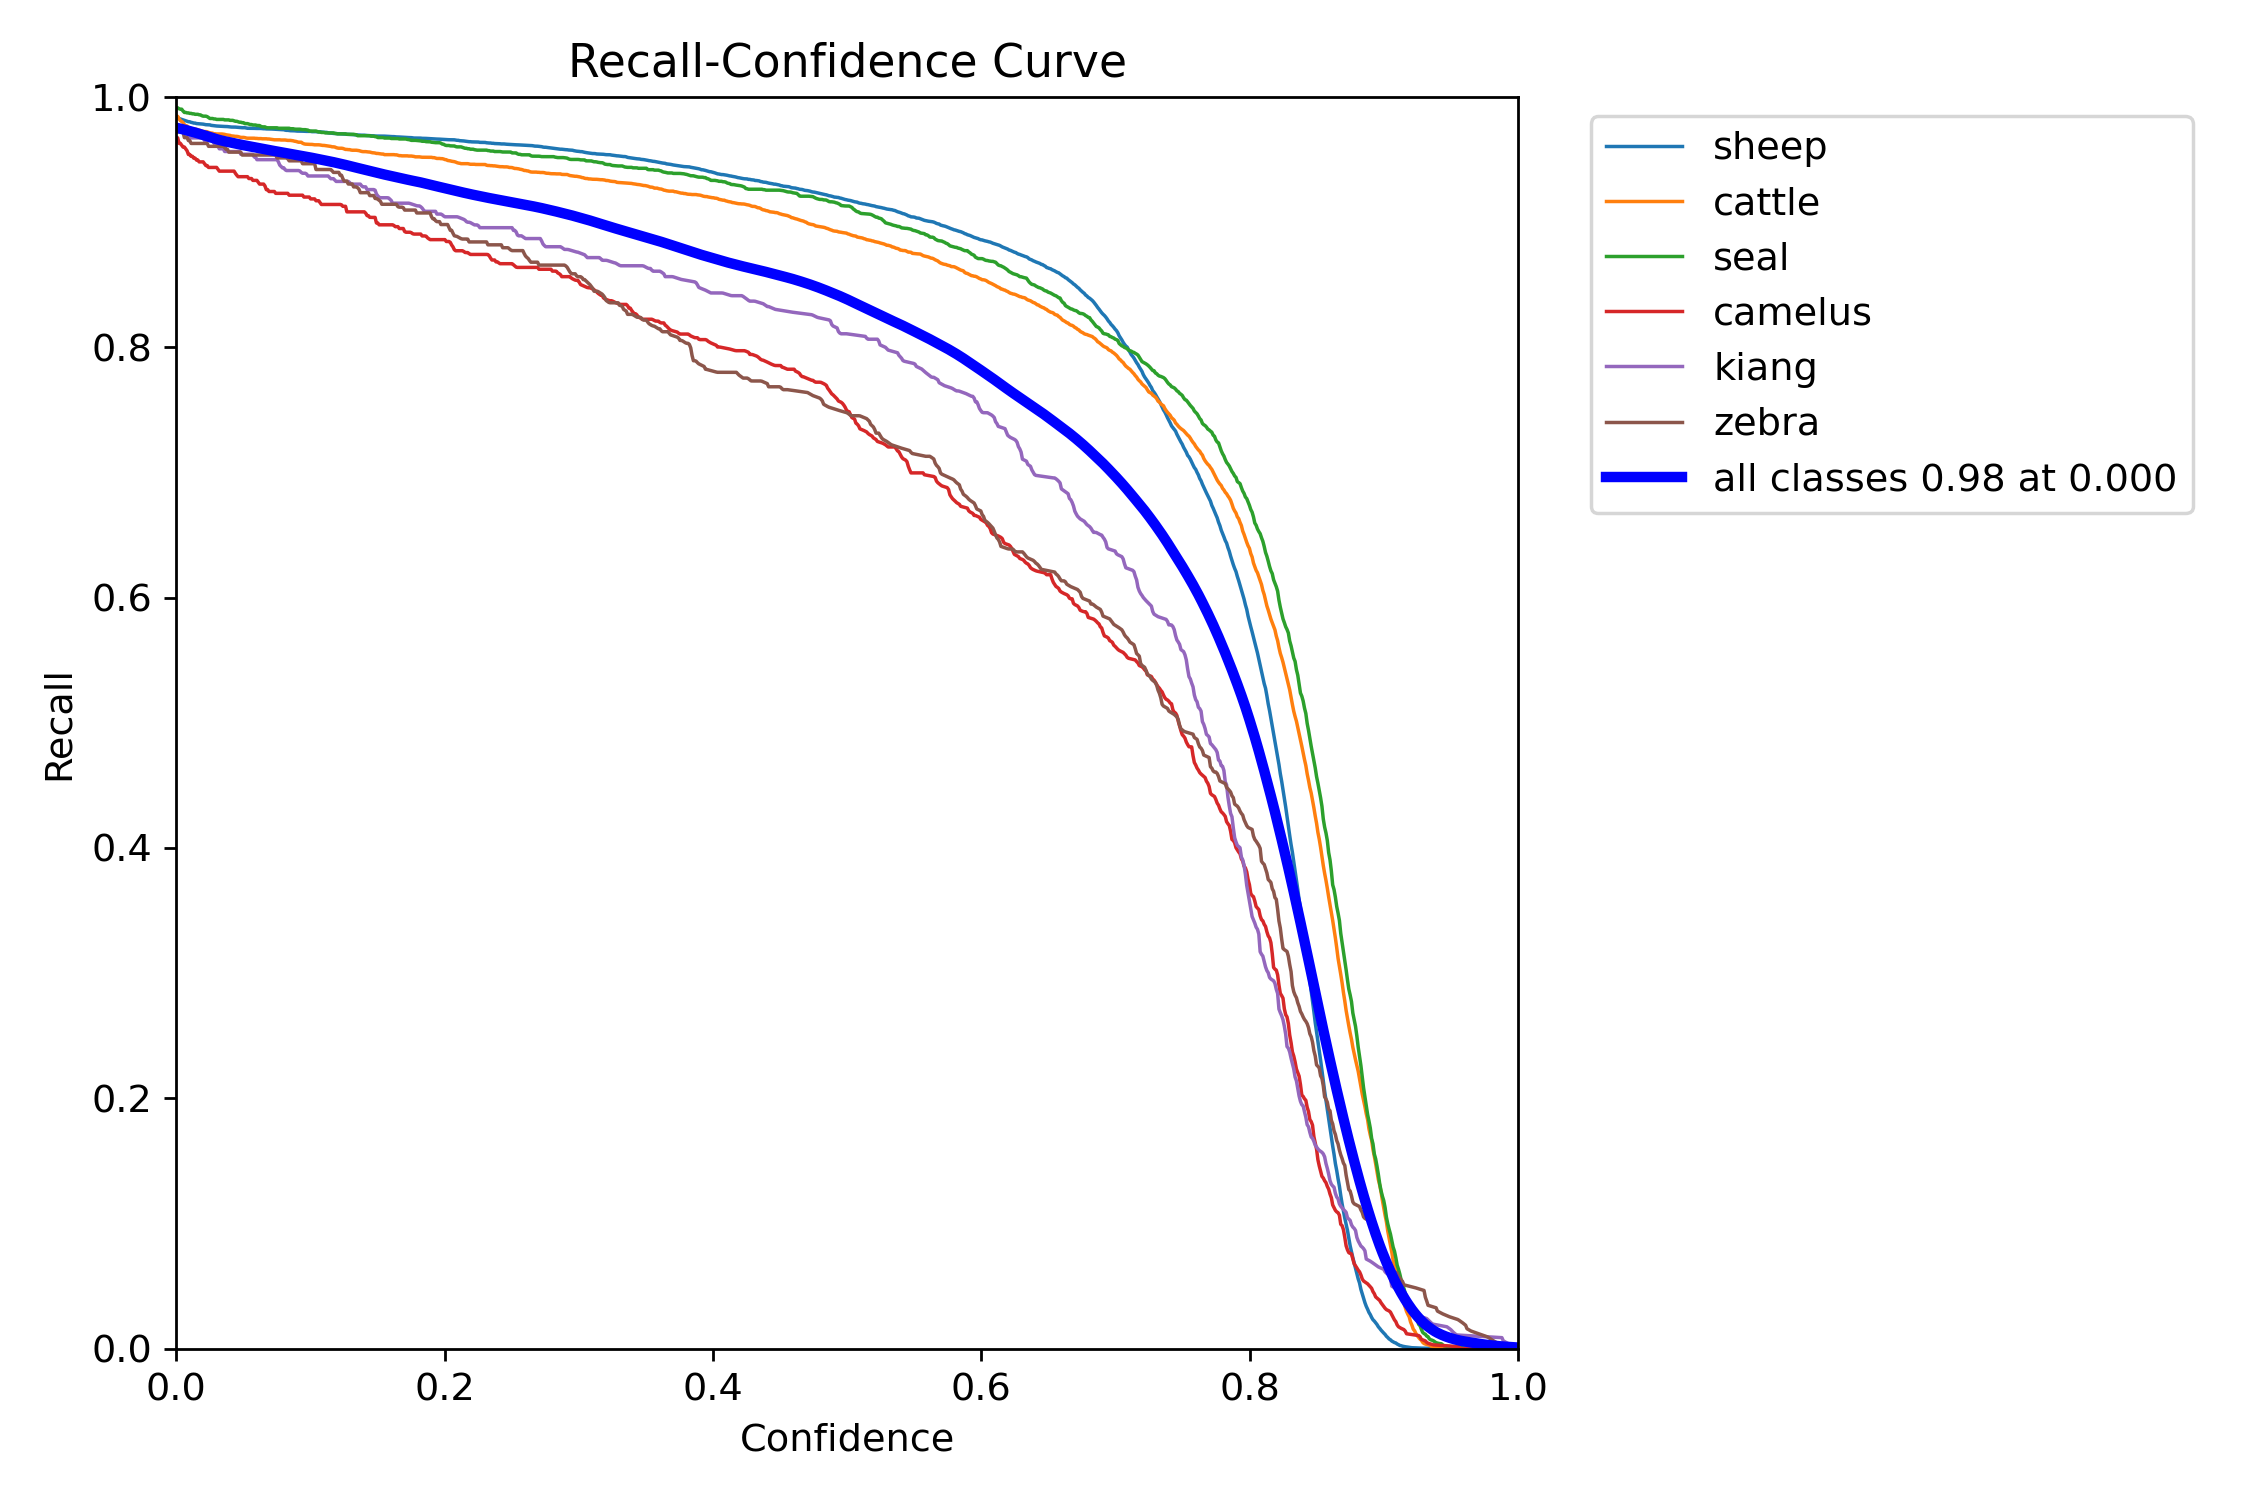 Recall-Confidence Curve
1.0
0.8
0.6
0.4
0.2
0.0
Recall
0.0 0.2 0.4 0.6 0.8 1.0
Confidence
sheep
cattle
seal
camelus
kiang
zebra
all classes 0.98 at 0.000